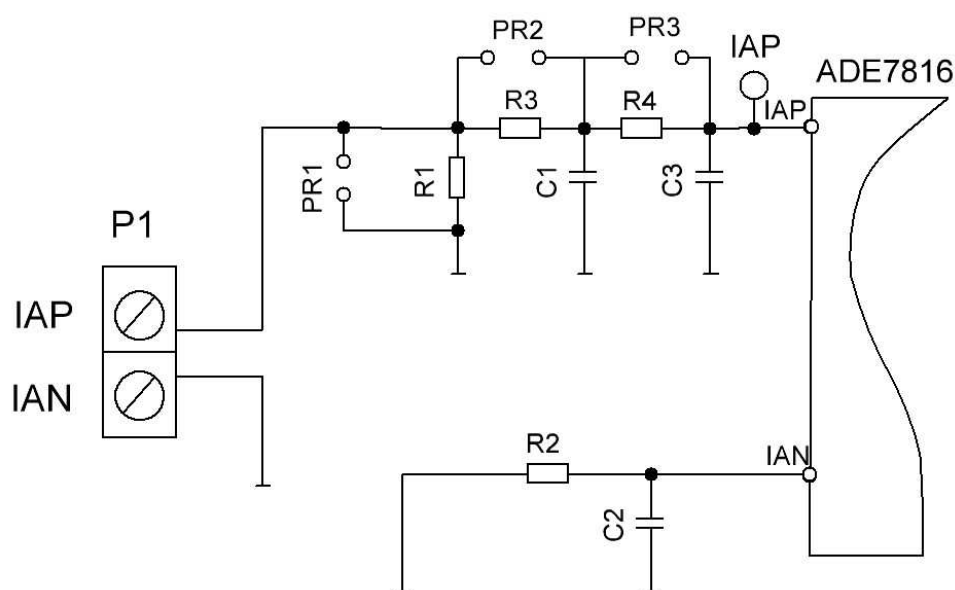 PR2
PR3
IAP
ADE7816
R3
R4
IAP
PR1
R1
C1
C3
P1
IAP
IAN
R2
IAN
C2